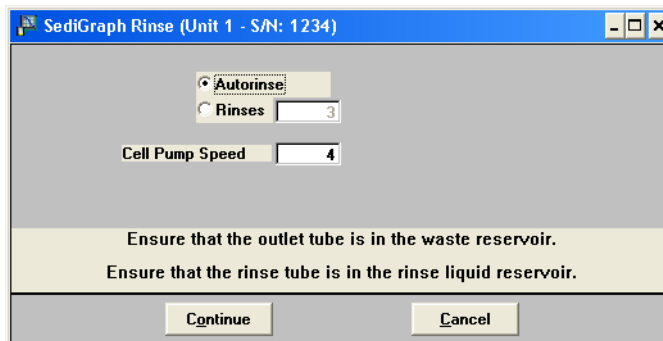 SediGraph Rinse (Unit 1 - S/N: 1234)
Autorinse
Rinses 3
Cell Pump Speed 4
Ensure that the outlet tube is in the waste reservoir.
Ensure that the rinse tube is in the rinse liquid reservoir.
Continue Cancel